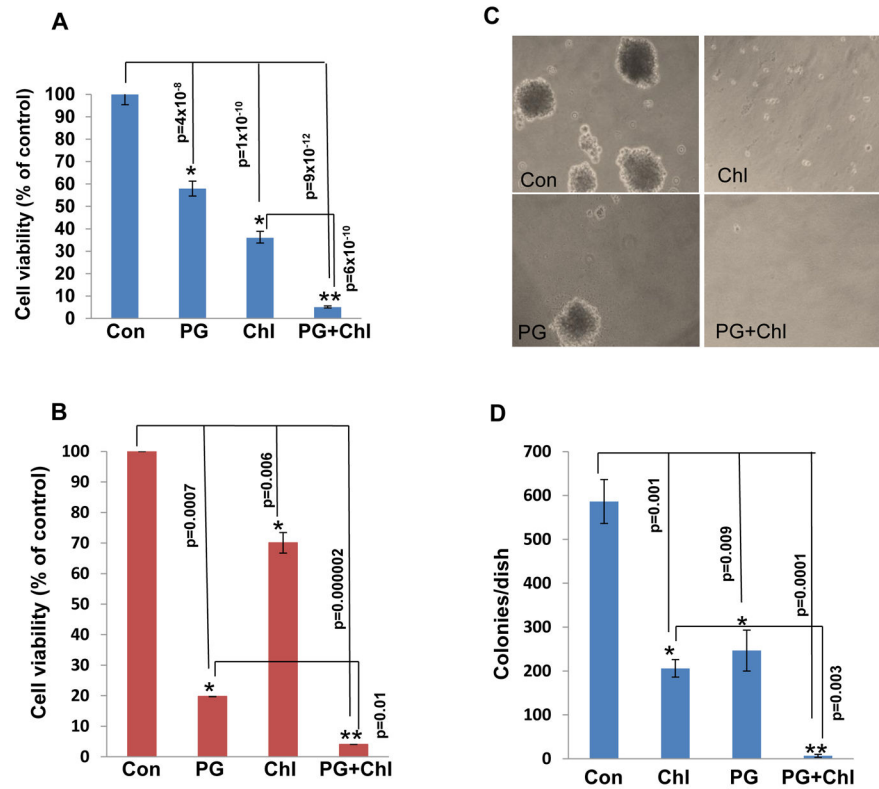 A
Cell viability (% of control)
100
90
80
70
60
50
40
30
20
10
0
p=4x10-8
p=1x10-10
p=9x10-12
p=6x10-10
*
*
**
Con PG Chl PG+Chl
C
Con
Chl
PG
PG+Chl
B
Cell viability (% of control)
100
90
80
70
60
50
40
30
20
10
0
p=0.0007
p=0.006
p=0.000002
p=0.01
*
*
**
Con PG Chl PG+Chl
D
Colonies/dish
700
600
500
400
300
200
100
0
p=0.001
p=0.009
p=0.0001
p=0.003
*
*
**
Con Chl PG PG+Chl